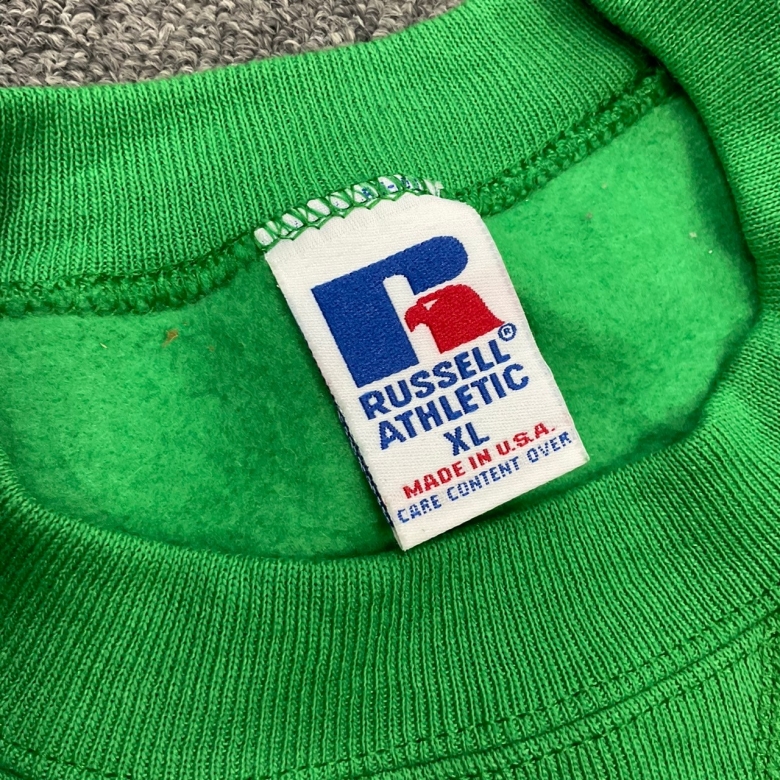 ®
RUSSELL
ATHLETIC
XL
MADE IN U.S.A.
CARE CONTENT OVER